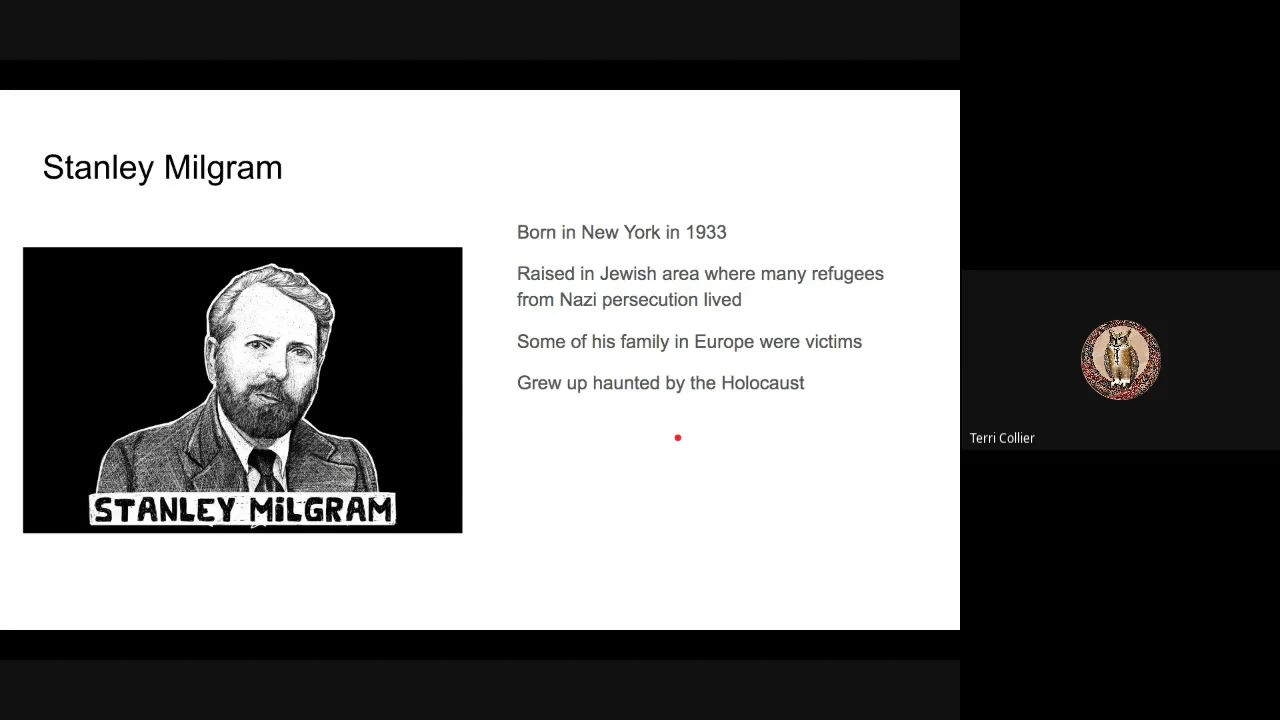 Stanley Milgram
Born in New York in 1933
Raised in Jewish area where many refugees
from Nazi persecution lived
Some of his family in Europe were victims
Grew up haunted by the Holocaust
STANLEY MiLGRAM
Terri Collier